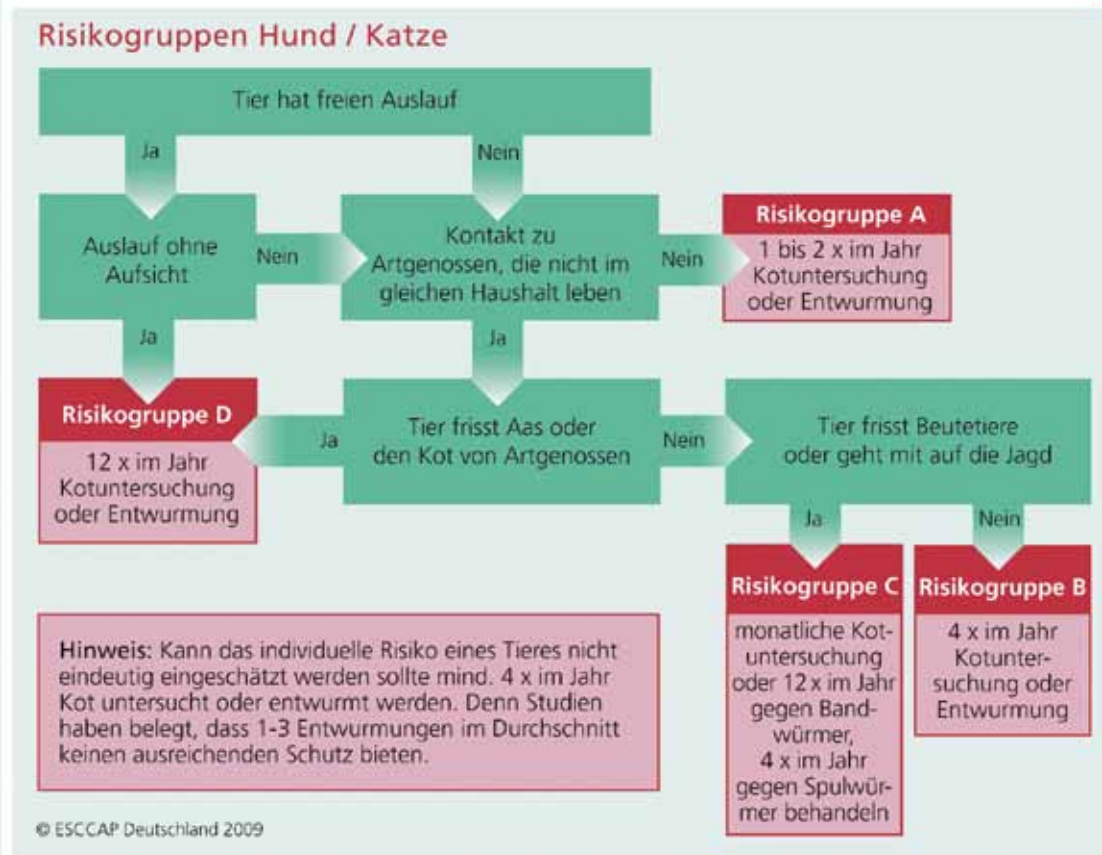 Risikogruppen Hund / Katze
Tier hat freien Auslauf
Ja
Nein
Auslauf ohne
Aufsicht
Nein
Kontakt zu
Artgenossen, die nicht im
gleichen Haushalt leben
Nein
Risikogruppe A
1 bis 2 x im Jahr
Kotuntersuchung
oder Entwurmung
Ja
Ja
Risikogruppe D
12 x im Jahr
Kotuntersuchung
oder Entwurmung
Ja
Tier frisst Aas oder
den Kot von Artgenossen
Nein
Tier frisst Beutetiere
oder geht mit auf die Jagd
Ja
Nein
Risikogruppe C
monatliche Kot-
untersuchung
oder 12 x im Jahr
gegen Band-
würmer,
4 x im Jahr
gegen Spulwür-
mer behandeln
Risikogruppe B
4 x im Jahr
Kotunter-
suchung oder
Entwurmung
Hinweis: Kann das individuelle Risiko eines Tieres nicht
eindeutig eingeschätzt werden sollte mind. 4 x im Jahr
Kot untersucht oder entwurmt werden. Denn Studien
haben belegt, dass 1-3 Entwurmungen im Durchschnitt
keinen ausreichenden Schutz bieten.
© ESCCAP Deutschland 2009